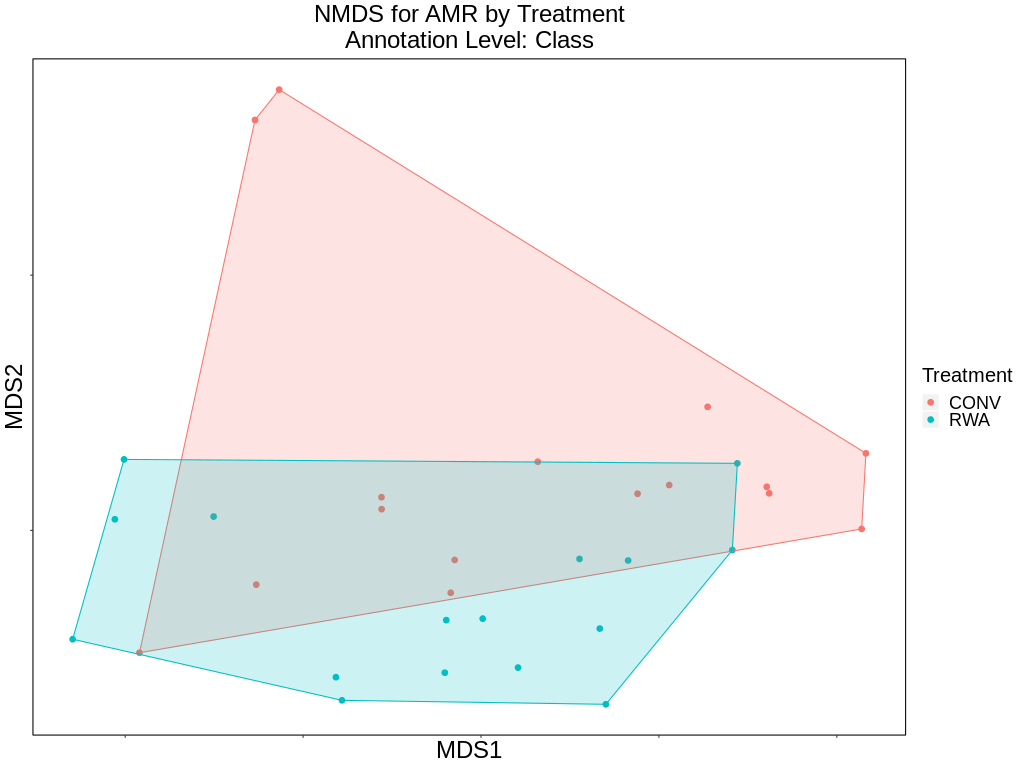 NMDS for AMR by Treatment
Annotation Level: Class
MDS2
Treatment
CONV
RWA
MDS1